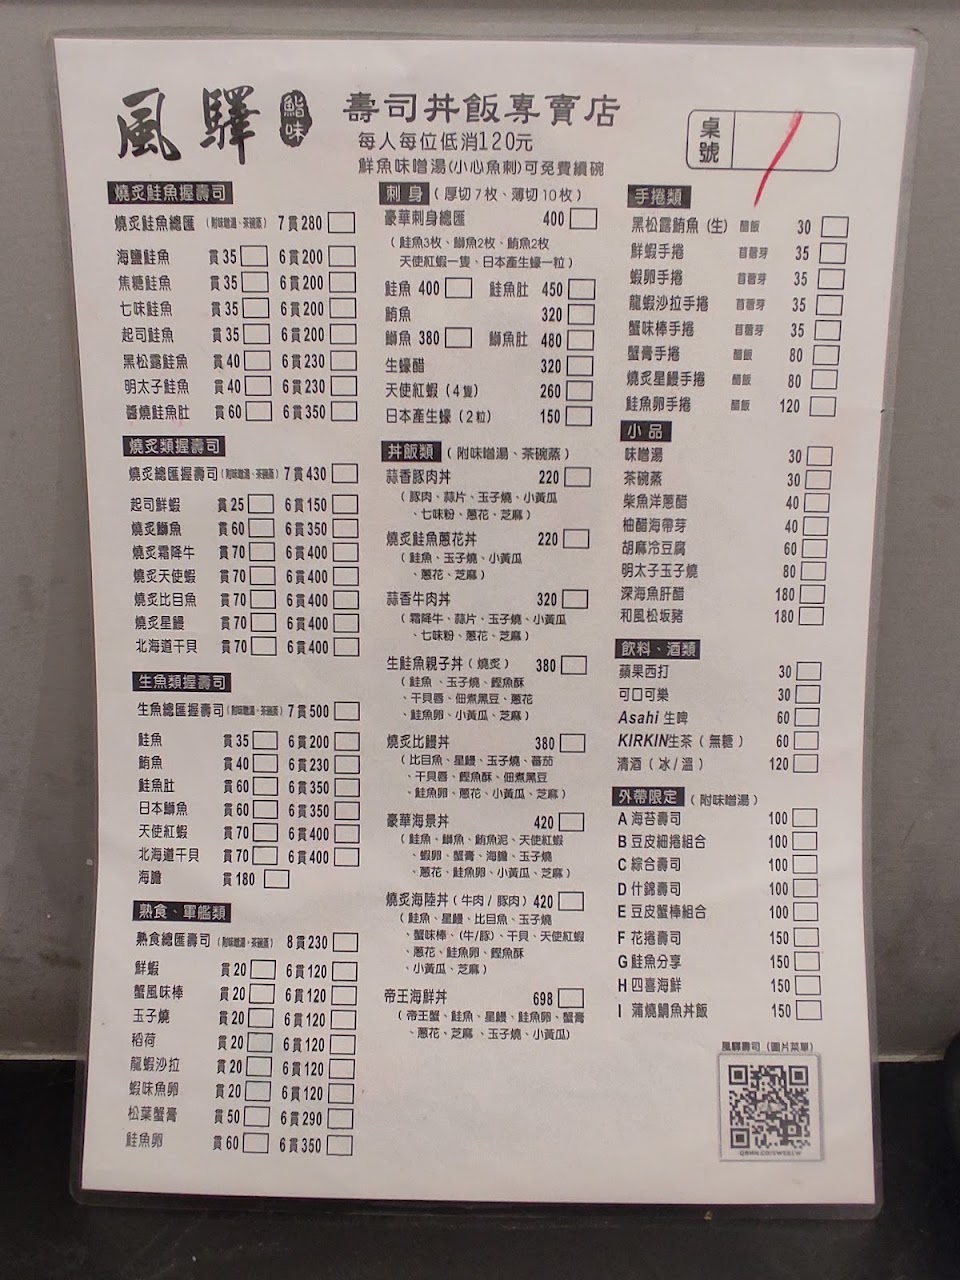 風驛 鮨味 壽司丼飯專賣店
每人每位低消120元
鮮魚味噌湯(小心魚刺)可免費續碗
桌號
燒炙鮭魚握壽司
燒炙鮭魚總匯 (附味噌湯、茶碗蒸) 7貫280
海鹽鮭魚 貫35 6貫200
焦糖鮭魚 貫35 6貫200
七味鮭魚 貫35 6貫200
起司鮭魚 貫35 6貫200
黑松露鮭魚 貫40 6貫230
明太子鮭魚 貫40 6貫230
醬燒鮭魚肚 貫60 6貫350
燒炙類握壽司
燒炙總匯握壽司 (附味噌湯、茶碗蒸) 7貫430
起司鮮蝦 貫25 6貫150
燒炙鰤魚 貫60 6貫350
燒炙霜降牛 貫70 6貫400
燒炙天使蝦 貫70 6貫400
燒炙比目魚 貫70 6貫400
燒炙星鰻 貫70 6貫400
北海道干貝 貫70 6貫400
生魚類握壽司
生魚總匯握壽司 (附味噌湯、茶碗蒸) 7貫500
鮭魚 貫35 6貫200
鮪魚 貫40 6貫230
鮭魚肚 貫60 6貫350
日本鰤魚 貫60 6貫350
天使紅蝦 貫70 6貫400
北海道干貝 貫70 6貫400
海膽 貫180
熟食、軍艦類
熟食總匯壽司 (附味噌湯、茶碗蒸) 8貫230
鮮蝦 貫20 6貫120
蟹風味棒 貫20 6貫120
玉子燒 貫20 6貫120
稻荷 貫20 6貫120
龍蝦沙拉 貫20 6貫120
蝦味魚卵 貫20 6貫120
松葉蟹膏 貫50 6貫290
鮭魚卵 貫60 6貫350
刺身 (厚切7枚、薄切10枚)
豪華刺身總匯 400
(鮭魚3枚、鰤魚2枚、鮪魚2枚
天使紅蝦一隻、日本產生蠔一粒)
鮭魚 400 鮭魚肚 450
鮪魚 320
鰤魚 380 鰤魚肚 480
生蠔醋 320
天使紅蝦(4隻) 260
日本產生蠔(2粒) 150
丼飯類 (附味噌湯、茶碗蒸)
蒜香豚肉丼 220
(豚肉、蒜片、玉子燒、小黃瓜
、七味粉、蔥花、芝麻)
燒炙鮭魚蔥花丼 220
(鮭魚、玉子燒、小黃瓜
、蔥花、芝麻)
蒜香牛肉丼 320
(霜降牛、蒜片、玉子燒、小黃瓜
、七味粉、蔥花、芝麻)
生鮭魚親子丼(燒炙) 380
(鮭魚、玉子燒、鰹魚酥
、干貝唇、佃煮黑豆、蔥花
、鮭魚卵、小黃瓜、芝麻)
燒炙比鰻丼 380
(比目魚、星鰻、玉子燒、蕃茄
、干貝唇、鰹魚酥、佃煮黑豆
、鮭魚卵、蔥花、小黃瓜、芝麻)
豪華海景丼 420
(鮭魚、鰤魚、鮪魚泥、天使紅蝦
、蝦卵、蟹膏、海膽、玉子燒
、蔥花、鮭魚卵、小黃瓜、芝麻)
燒炙海陸丼(牛肉/豚肉) 420
(鮭魚、星鰻、比目魚、玉子燒
、蟹味棒、(牛/豚)、干貝、天使紅蝦
、蔥花、鮭魚卵、鰹魚酥
、小黃瓜、芝麻)
帝王海鮮丼 698
(帝王蟹、鮭魚、星鰻、鮭魚卵、蟹膏
、蔥花、芝麻、玉子燒、小黃瓜)
手捲類
黑松露鮪魚(生) 醋飯 30
鮮蝦手捲 苜蓿芽 35
蝦卵手捲 苜蓿芽 35
龍蝦沙拉手捲 苜蓿芽 35
蟹味棒手捲 苜蓿芽 35
蟹膏手捲 醋飯 80
燒炙星鰻手捲 醋飯 80
鮭魚卵手捲 醋飯 120
小品
味噌湯 30
茶碗蒸 30
柴魚洋蔥醋 40
柚醋海帶芽 40
胡麻冷豆腐 60
明太子玉子燒 80
深海魚肝醋 180
和風松坂豬 180
飲料、酒類
蘋果西打 30
可口可樂 30
Asahi 生啤 60
KIRKIN生茶(無糖) 60
清酒(冰/溫) 120
外帶限定 (附味噌湯)
A 海苔壽司 100
B 豆皮細捲組合 100
C 綜合壽司 100
D 什錦壽司 100
E 豆皮蟹棒組合 100
F 花捲壽司 150
G 鮭魚分享 150
H 四喜海鮮 150
I 蒲燒鯛魚丼飯 150
風驛壽司(圖片菜單)